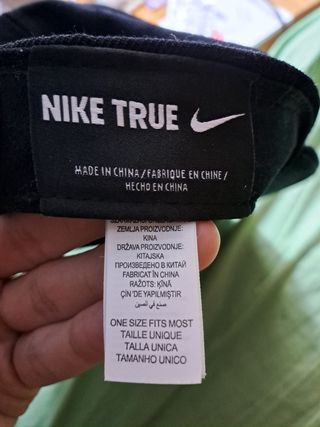 NIKE TRUE
MADE IN CHINA/FABRIQUE EN CHINE/
HECHO EN CHINA
ZEMLJA PROIZVODNJE:
KINA
DRŽAVA PROIZVODNJE:
KITAJSKA
ПРОИЗВЕДЕНО В КИТАЙ
FABRICAT ÎN CHINA
RAŽOTS: ĶĪNĀ
ÇİN 'DE YAPILMIŞTIR
صنع في الصين
ONE SIZE FITS MOST
TAILLE UNIQUE
TALLA UNICA
TAMANHO UNICO